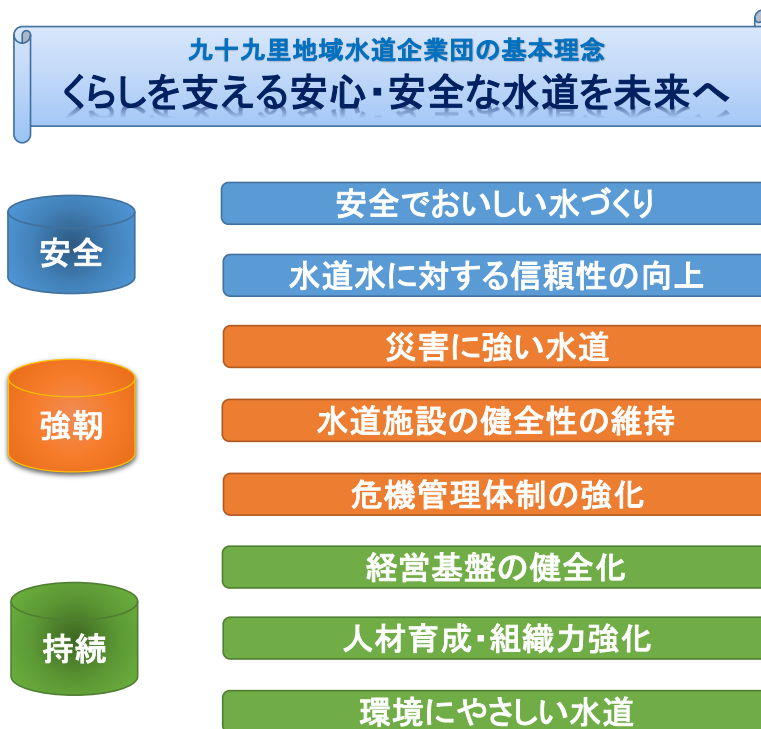 九十九里地域水道企業団の基本理念
くらしを支える安心・安全な水道を未来へ
安全
安全でおいしい水づくり
水道水に対する信頼性の向上
強靭
災害に強い水道
水道施設の健全性の維持
危機管理体制の強化
持続
経営基盤の健全化
人材育成・組織力強化
環境にやさしい水道